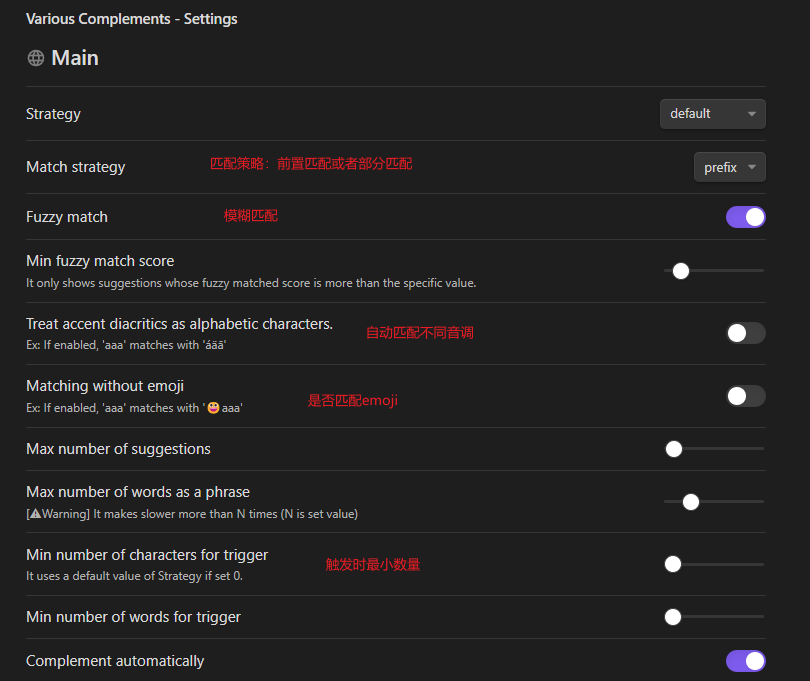 Various Complements - Settings
Main
Strategy
default
Match strategy
匹配策略：前置匹配或者部分匹配
prefix
Fuzzy match
模糊匹配
Min fuzzy match score
It only shows suggestions whose fuzzy matched score is more than the specific value.
Treat accent diacritics as alphabetic characters.
自动匹配不同音调
Ex: If enabled, 'aaa' matches with 'áäā'
Matching without emoji
是否匹配emoji
Ex: If enabled, 'aaa' matches with '😀aaa'
Max number of suggestions
Max number of words as a phrase
[⚠Warning] It makes slower more than N times (N is set value)
Min number of characters for trigger
触发时最小数量
It uses a default value of Strategy if set 0.
Min number of words for trigger
Complement automatically